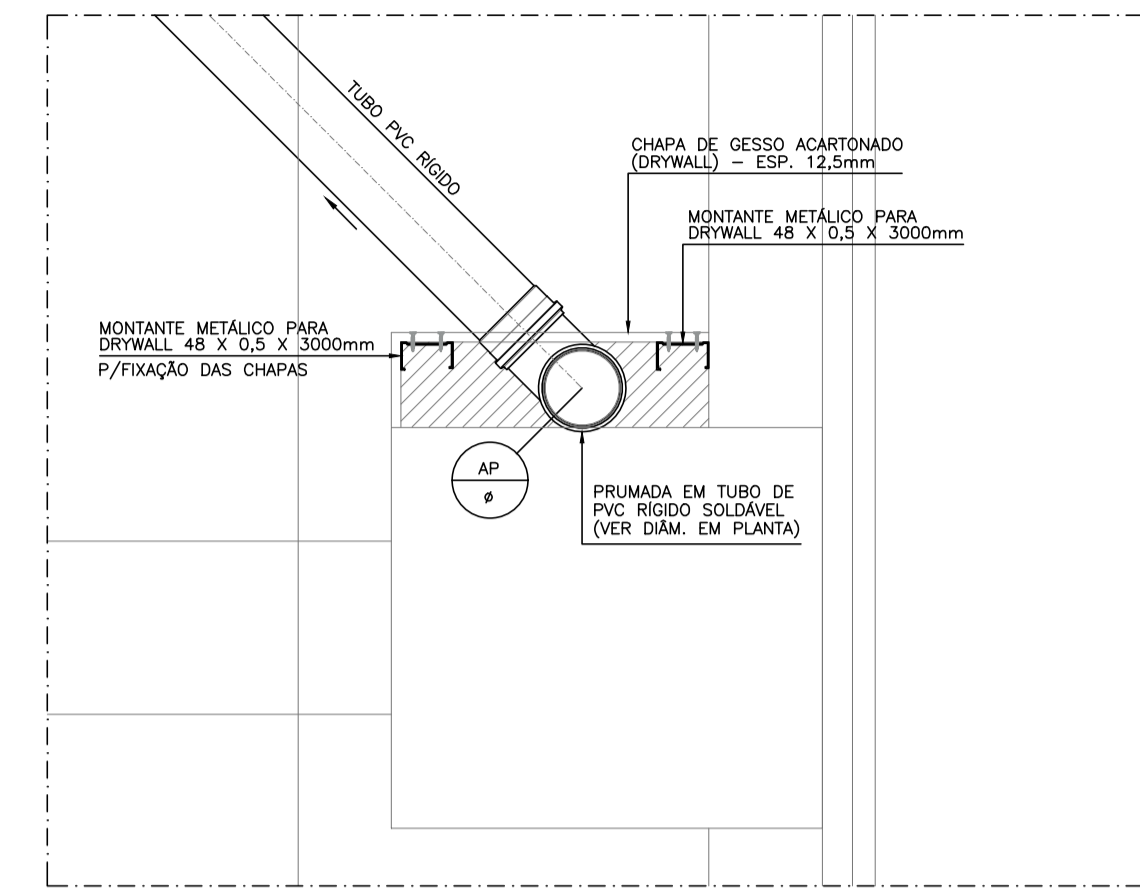 TUBO PVC RÍGIDO
CHAPA DE GESSO ACARTONADO
(DRYWALL) – ESP. 12,5mm
MONTANTE METÁLICO PARA
DRYWALL 48 X 0,5 X 3000mm
MONTANTE METÁLICO PARA
DRYWALL 48 X 0,5 X 3000mm
P/FIXAÇÃO DAS CHAPAS
AP
ø
PRUMADA EM TUBO DE
PVC RÍGIDO SOLDÁVEL
(VER DIÂM. EM PLANTA)